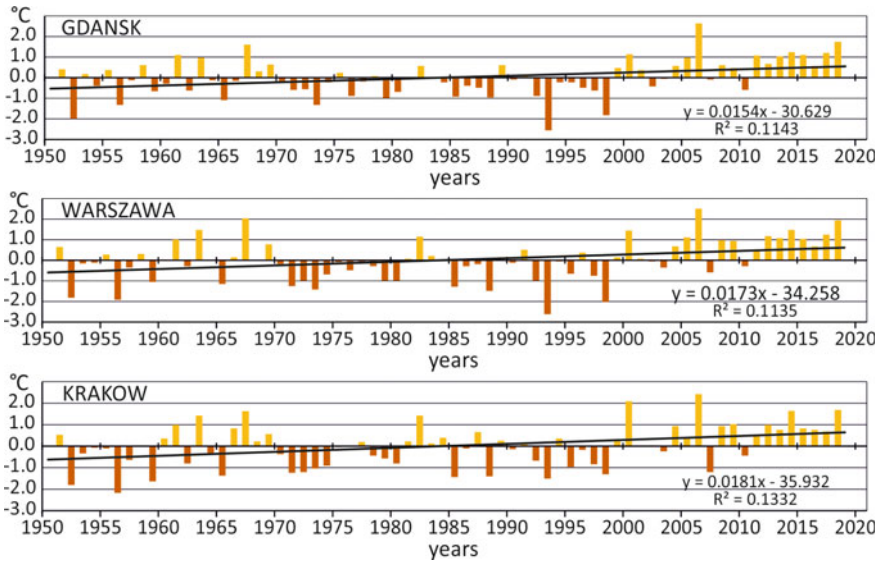 °C
GDANSK
2.0
1.0
0.0
-1.0
-2.0
-3.0
y = 0.0154x - 30.629
R² = 0.1143
1950 1955 1960 1965 1970 1975 1980 1985 1990 1995 2000 2005 2010 2015 2020
years
°C
WARSZAWA
2.0
1.0
0.0
-1.0
-2.0
-3.0
y = 0.0173x - 34.258
R² = 0.1135
1950 1955 1960 1965 1970 1975 1980 1985 1990 1995 2000 2005 2010 2015 2020
years
°C
KRAKOW
2.0
1.0
0.0
-1.0
-2.0
-3.0
y = 0.0181x - 35.932
R² = 0.1332
1950 1955 1960 1965 1970 1975 1980 1985 1990 1995 2000 2005 2010 2015 2020
years